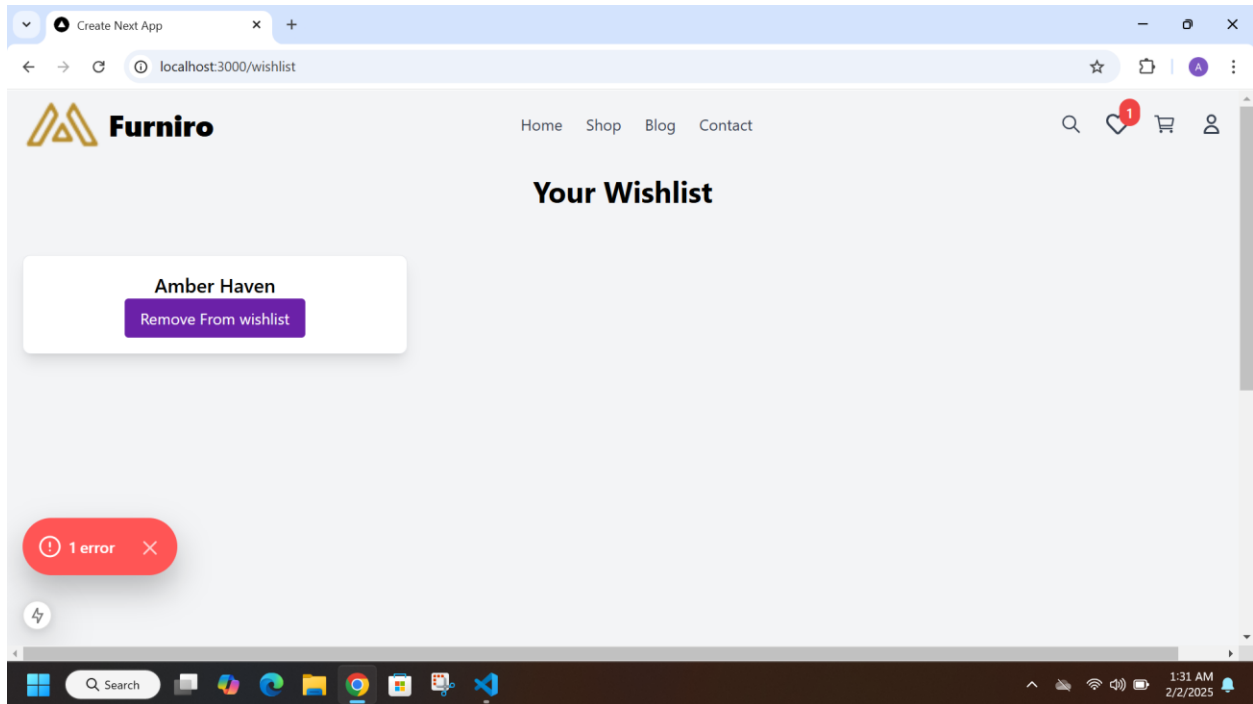 Create Next App
localhost:3000/wishlist
A
Furniro
Home Shop Blog Contact
1
Your Wishlist
Amber Haven
Remove From wishlist
1 error
Search
1:31 AM
2/2/2025